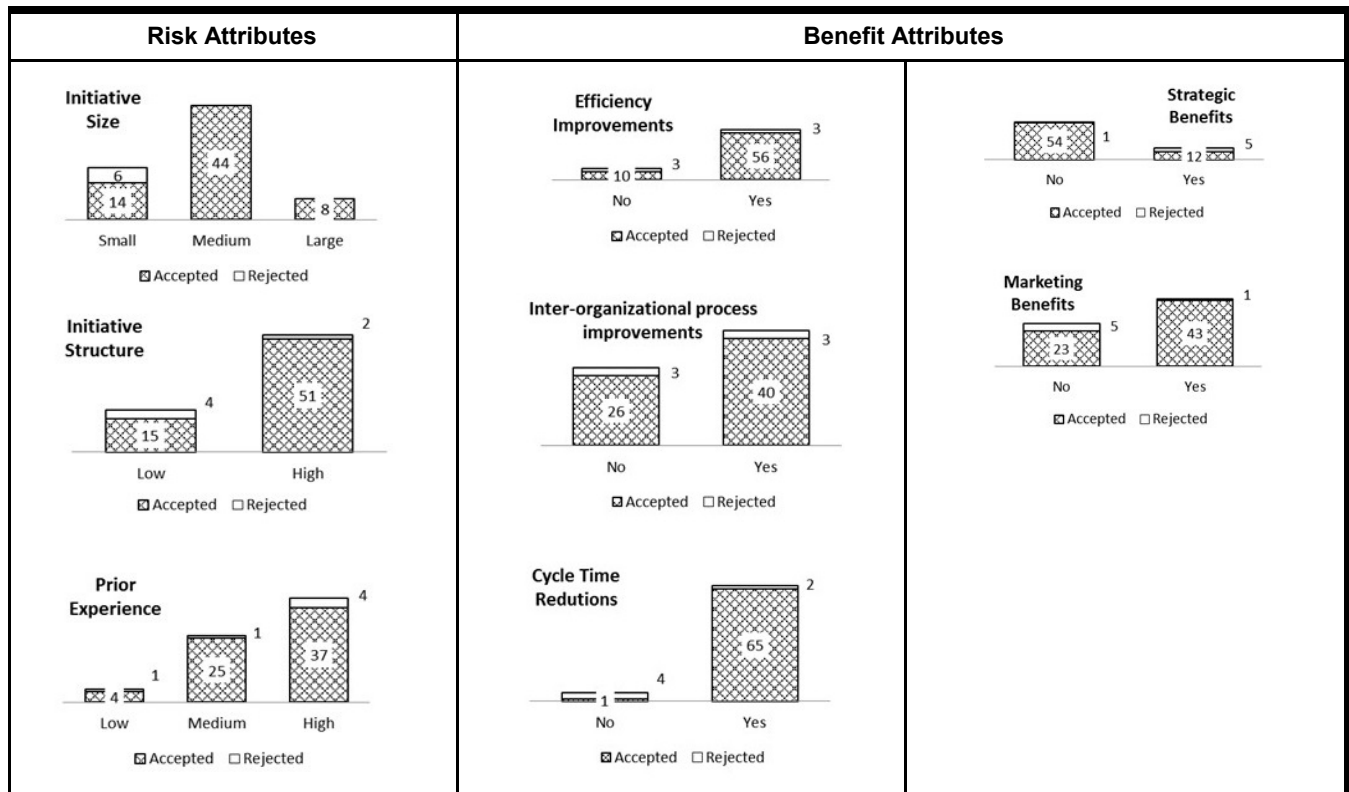 Risk Attributes
Benefit Attributes
Initiative
Size
6
14
44
8
Small Medium Large
Accepted Rejected
Initiative
Structure
4
15
2
51
Low High
Accepted Rejected
Prior
Experience
1
4
1
25
4
37
Low Medium High
Accepted Rejected
Efficiency
Improvements
3
10
3
56
No Yes
Accepted Rejected
Inter-organizational process
improvements
3
26
3
40
No Yes
Accepted Rejected
Cycle Time
Redutions
4
1
2
65
No Yes
Accepted Rejected
Strategic
Benefits
54
1
12
5
No Yes
Accepted Rejected
Marketing
Benefits
5
23
1
43
No Yes
Accepted Rejected